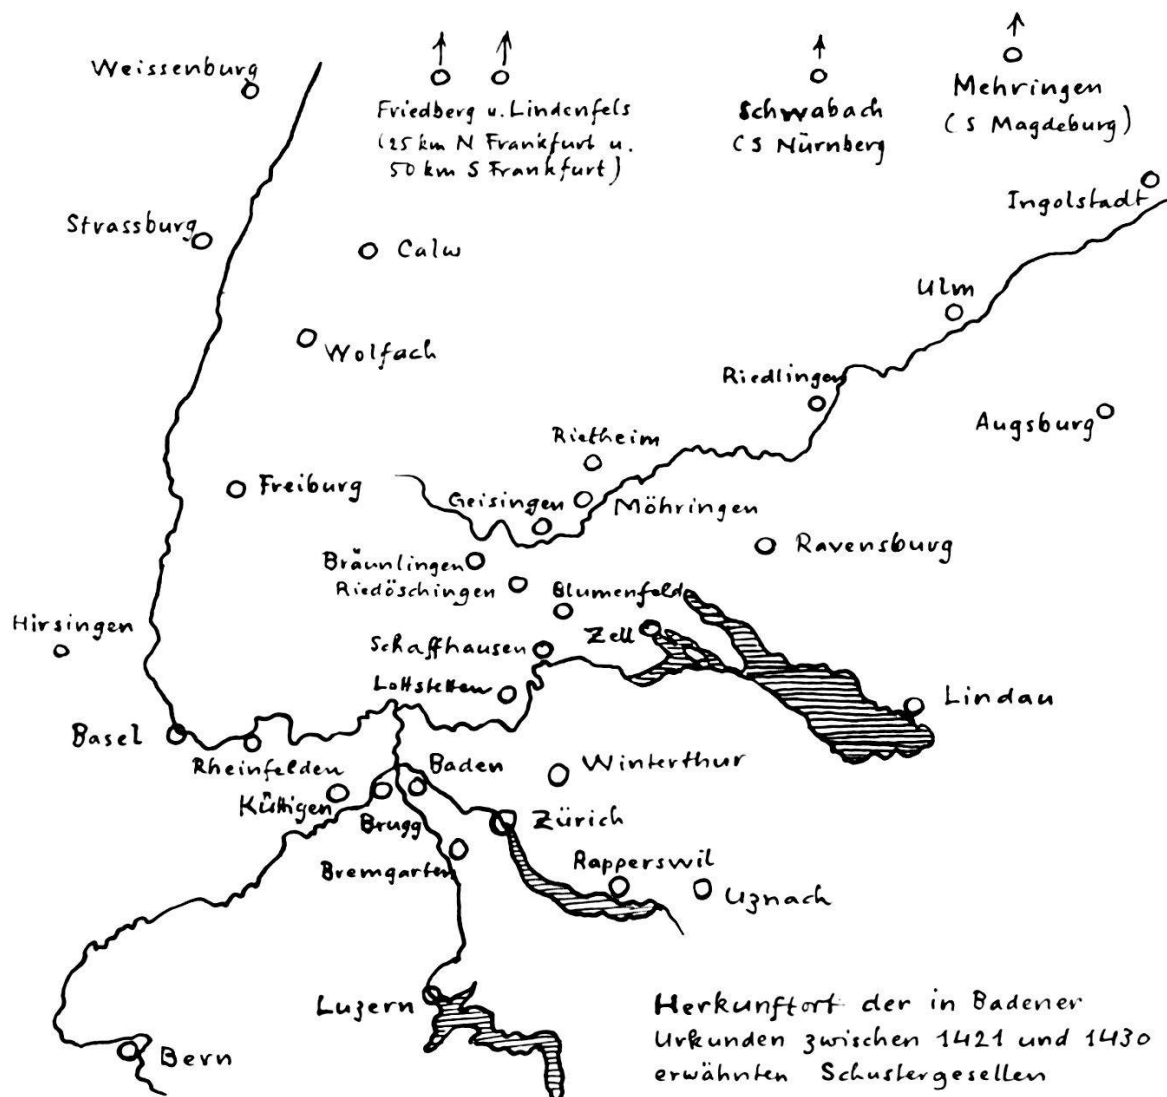 Weissenburg
Friedberg u. Lindenfels
(25 km N Frankfurt u.
50 km S Frankfurt)
Schwabach
(S Nürnberg
Mehringen
(S Magdeburg)
Ingolstadt
Strassburg
Calw
Ulm
Wolfach
Riedlingen
Augsburg
Rietheim
Freiburg
Geisingen
Möhringen
Ravensburg
Bräunlingen
Riedöschingen
Blumenfeld
Hirsingen
Zell
Schaffhausen
Lottstetten
Lindau
Basel
Rheinfelden
Baden
Winterthur
Küttigen
Brugg
Zürich
Bremgarten
Rapperswil
Uznach
Luzern
Bern
Herkunftort der in Badener
Urkunden zwischen 1421 und 1430
erwähnten Schustergesellen